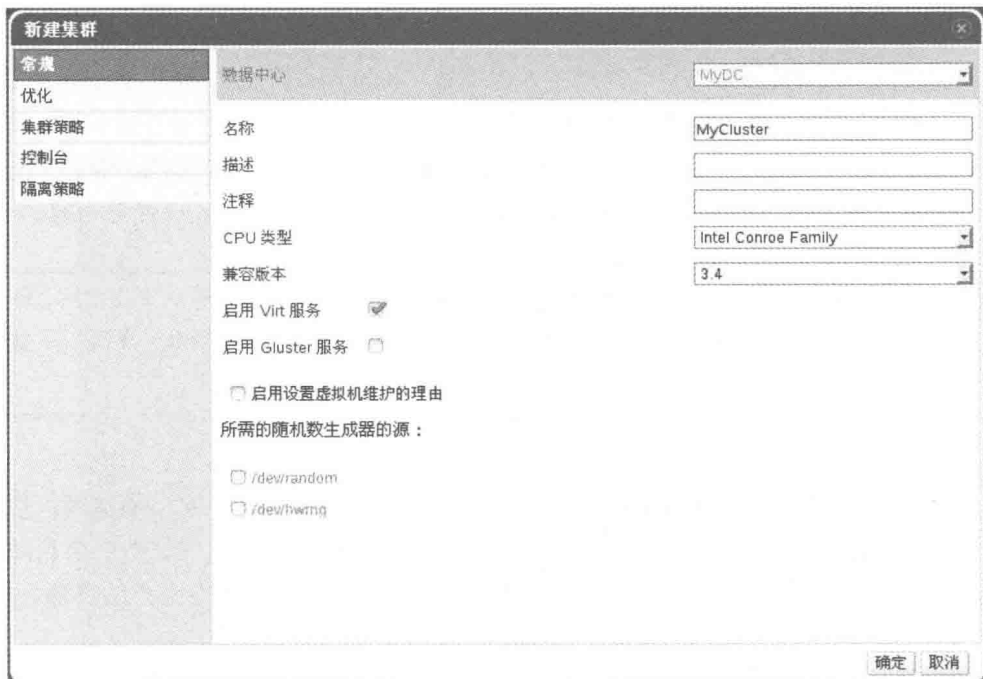 新建集群
常规
优化
集群策略
控制台
隔离策略
数据中心 MyDC
名称 MyCluster
描述
注释
CPU 类型 Intel Conroe Family
兼容版本 3.4
启用 Virt 服务
启用 Gluster 服务
启用设置虚拟机维护的理由
所需的随机数生成器的源：
/dev/random
/dev/hwrng
确定 取消